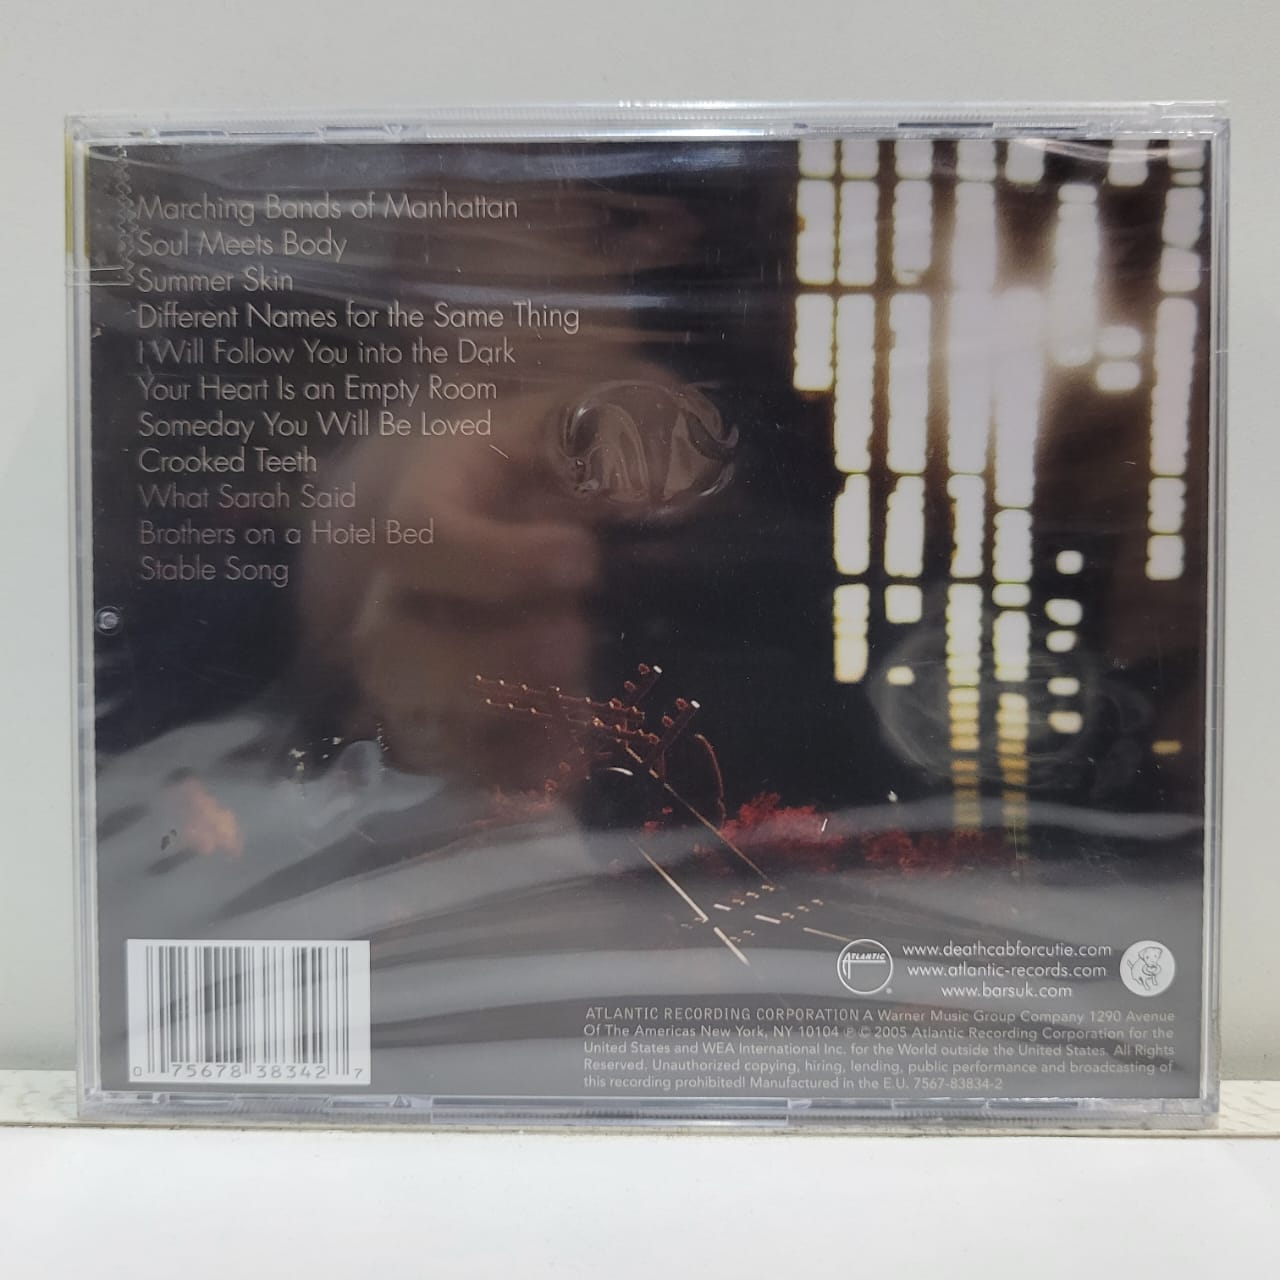 Marching Bands of Manhattan
Soul Meets Body
Summer Skin
Different Names for the Same Thing
I Will Follow You into the Dark
Your Heart Is an Empty Room
Someday You Will Be Loved
Crooked Teeth
What Sarah Said
Brothers on a Hotel Bed
Stable Song
0 75678 38342 7
ATLANTIC
www.deathcabforcutie.com
www.atlantic-records.com
www.barsuk.com
ATLANTIC RECORDING CORPORATION A Warner Music Group Company 1290 Avenue
Of The Americas New York, NY 10104 ℗ © 2005 Atlantic Recording Corporation for the
United States and WEA International Inc. for the World outside the United States. All Rights
Reserved. Unauthorized copying, hiring, lending, public performance and broadcasting of
this recording prohibited! Manufactured in the E.U. 7567-83834-2